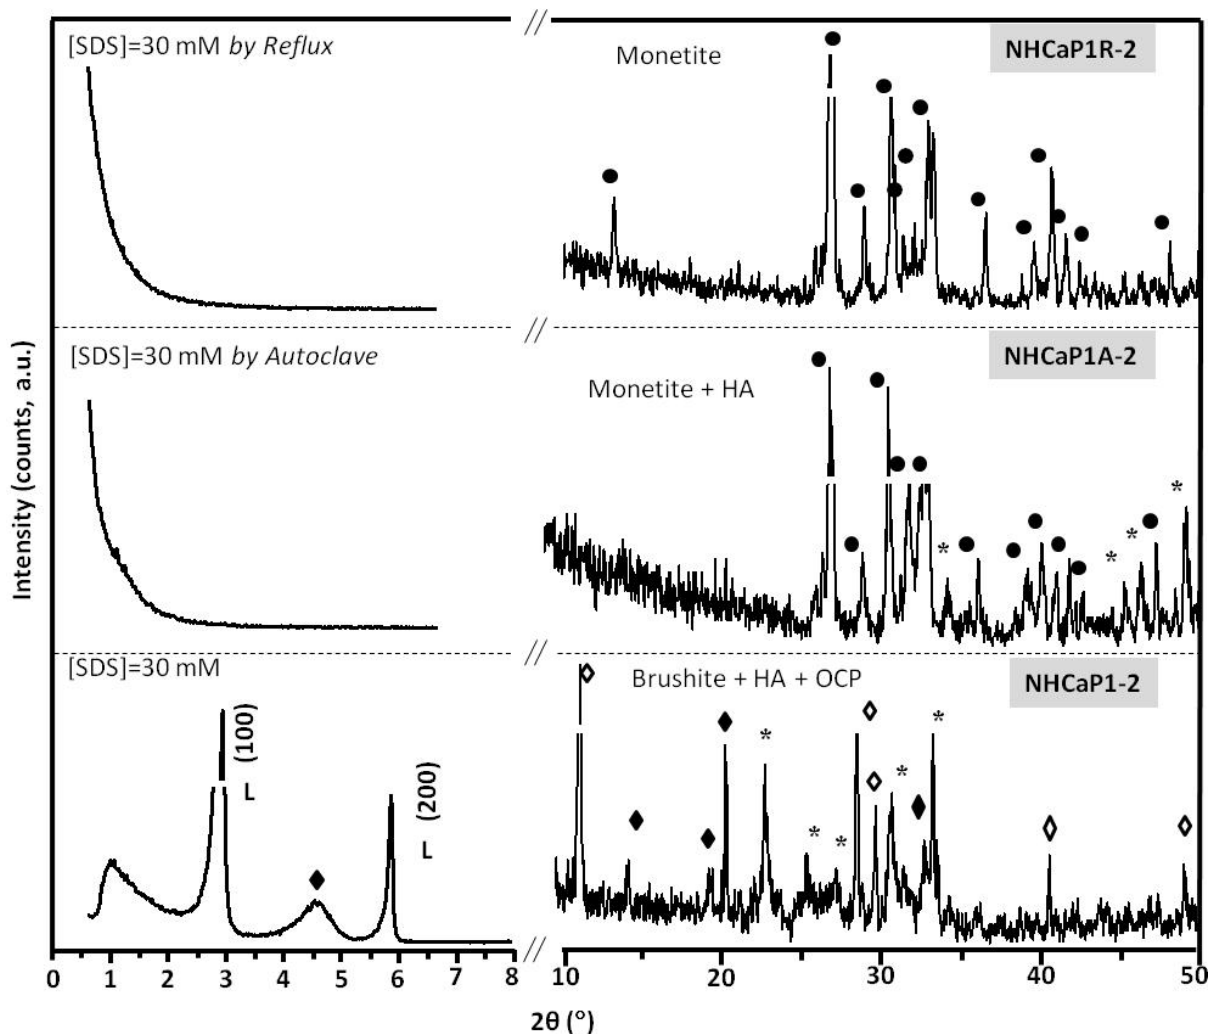 [SDS]=30 mM by Reflux
Monetite
NHCaP1R-2
[SDS]=30 mM by Autoclave
Monetite + HA
NHCaP1A-2
*
*
*
*
*
[SDS]=30 mM
Brushite + HA + OCP
NHCaP1-2
(100)
L
(200)
L
*
*
*
*
*
Intensity (counts, a.u.)
0 1 2 3 4 5 6 7 8 10 20 30 40 50
2θ (°)